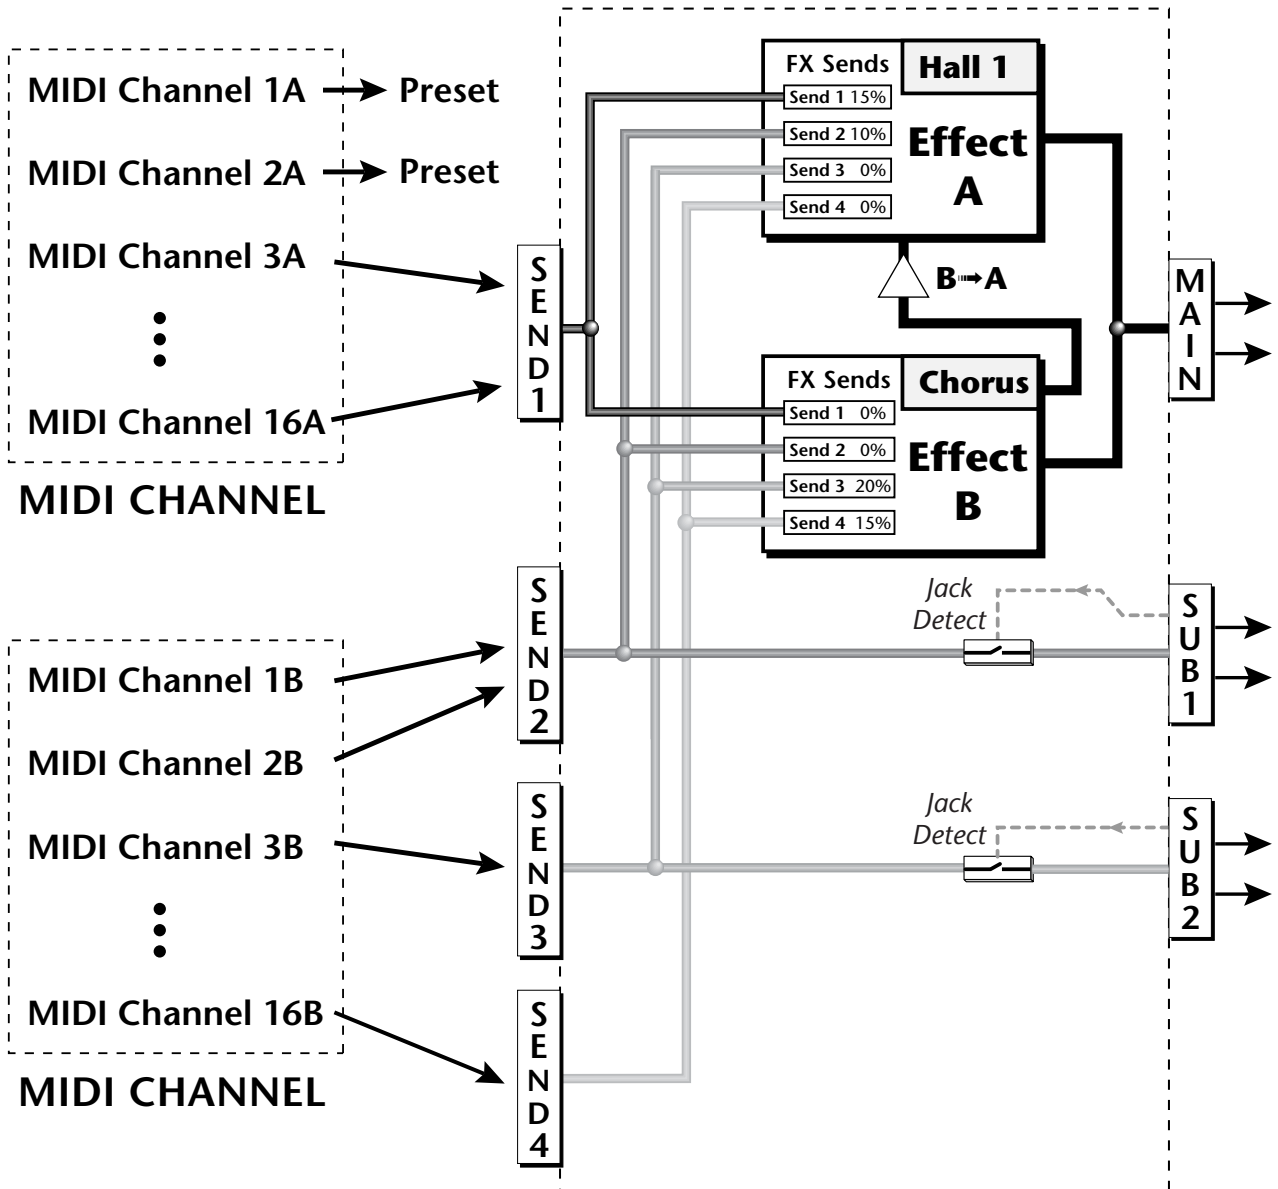 MIDI Channel 1A Preset
MIDI Channel 2A Preset
MIDI Channel 3A
MIDI Channel 16A
MIDI CHANNEL
MIDI Channel 1B
MIDI Channel 2B
MIDI Channel 3B
MIDI Channel 16B
MIDI CHANNEL
SEND1
SEND2
SEND3
SEND4
FX Sends Hall 1
Send 1 15%
Send 2 10%
Send 3 0%
Send 4 0%
Effect
A
B A
FX Sends Chorus
Send 1 0%
Send 2 0%
Send 3 20%
Send 4 15%
Effect
B
Jack
Detect
Jack
Detect
MAIN
SUB1
SUB2